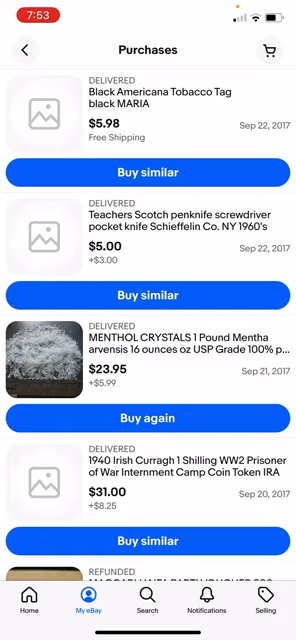 7:53
Purchases
DELIVERED
Black Americana Tobacco Tag
black MARIA
$5.98
Sep 22, 2017
Free Shipping
Buy similar
DELIVERED
Teachers Scotch penknife screwdriver
pocket knife Schieffelin Co. NY 1960's
$5.00
Sep 22, 2017
+$3.00
Buy similar
DELIVERED
MENTHOL CRYSTALS 1 Pound Mentha
arvensis 16 ounces oz USP Grade 100% p...
$23.95
Sep 21, 2017
+$5.99
Buy again
DELIVERED
1940 Irish Curragh 1 Shilling WW2 Prisoner
of War Internment Camp Coin Token IRA
$31.00
Sep 20, 2017
+$8.25
Buy similar
REFUNDED
Home
My eBay
Search
Notifications
Selling